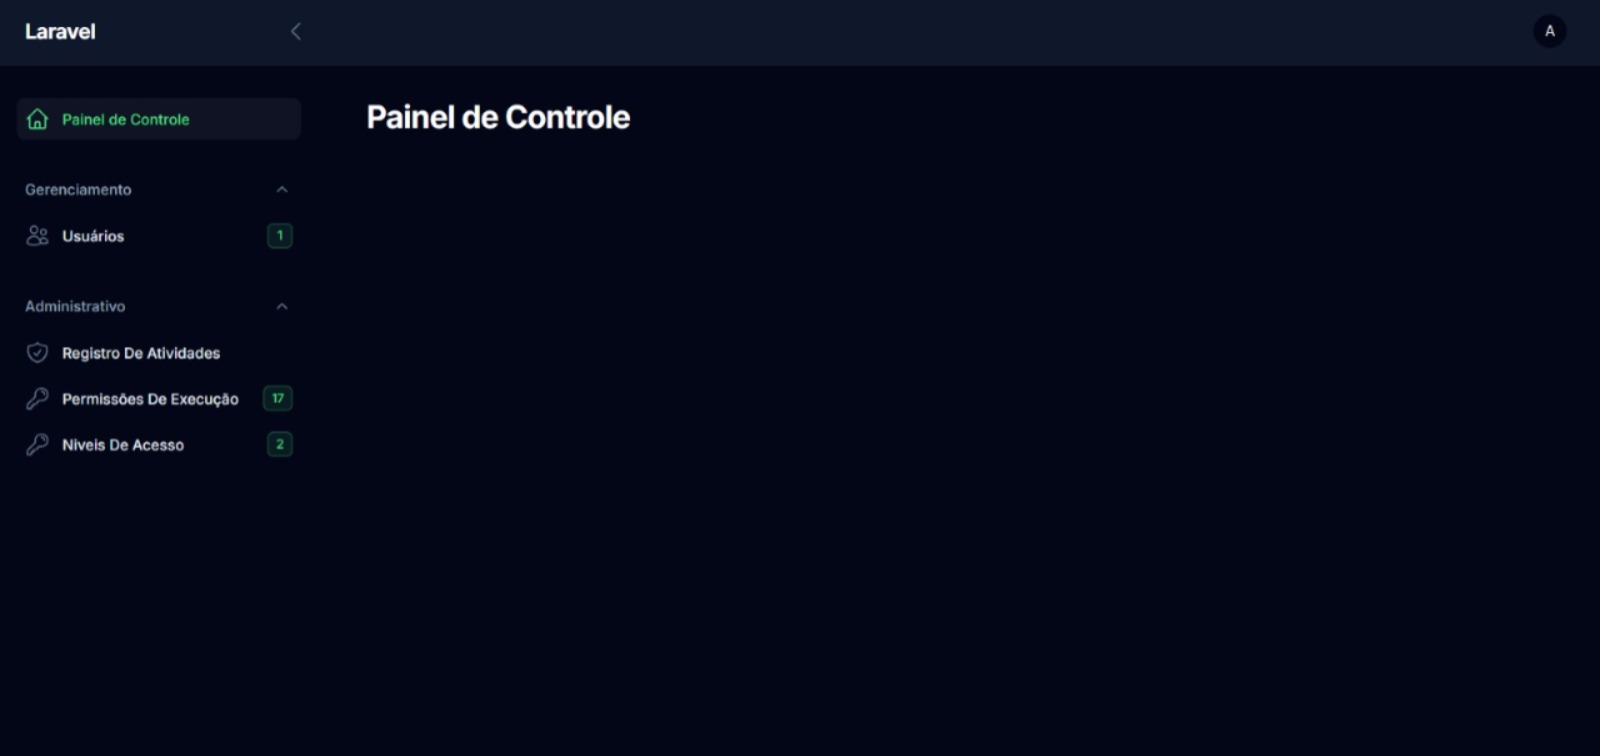 Laravel
A
Painel de Controle
Painel de Controle
Gerenciamento
Usuários
1
Administrativo
Registro De Atividades
Permissões De Execução
17
Niveis De Acesso
2